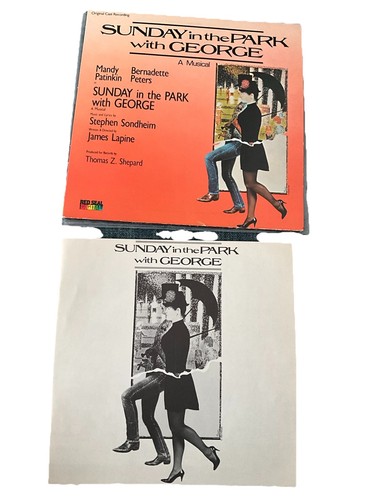 Original Cast Recording
SUNDAY in the PARK
with GEORGE
A Musical
Mandy Bernadette
Patinkin Peters
in
SUNDAY in the PARK
with GEORGE
A Musical
Music and Lyrics by
Stephen Sondheim
Written & Directed by
James Lapine
Produced for Records by
Thomas Z. Shepard
RED SEAL
SUNDAY in the PARK
with GEORGE